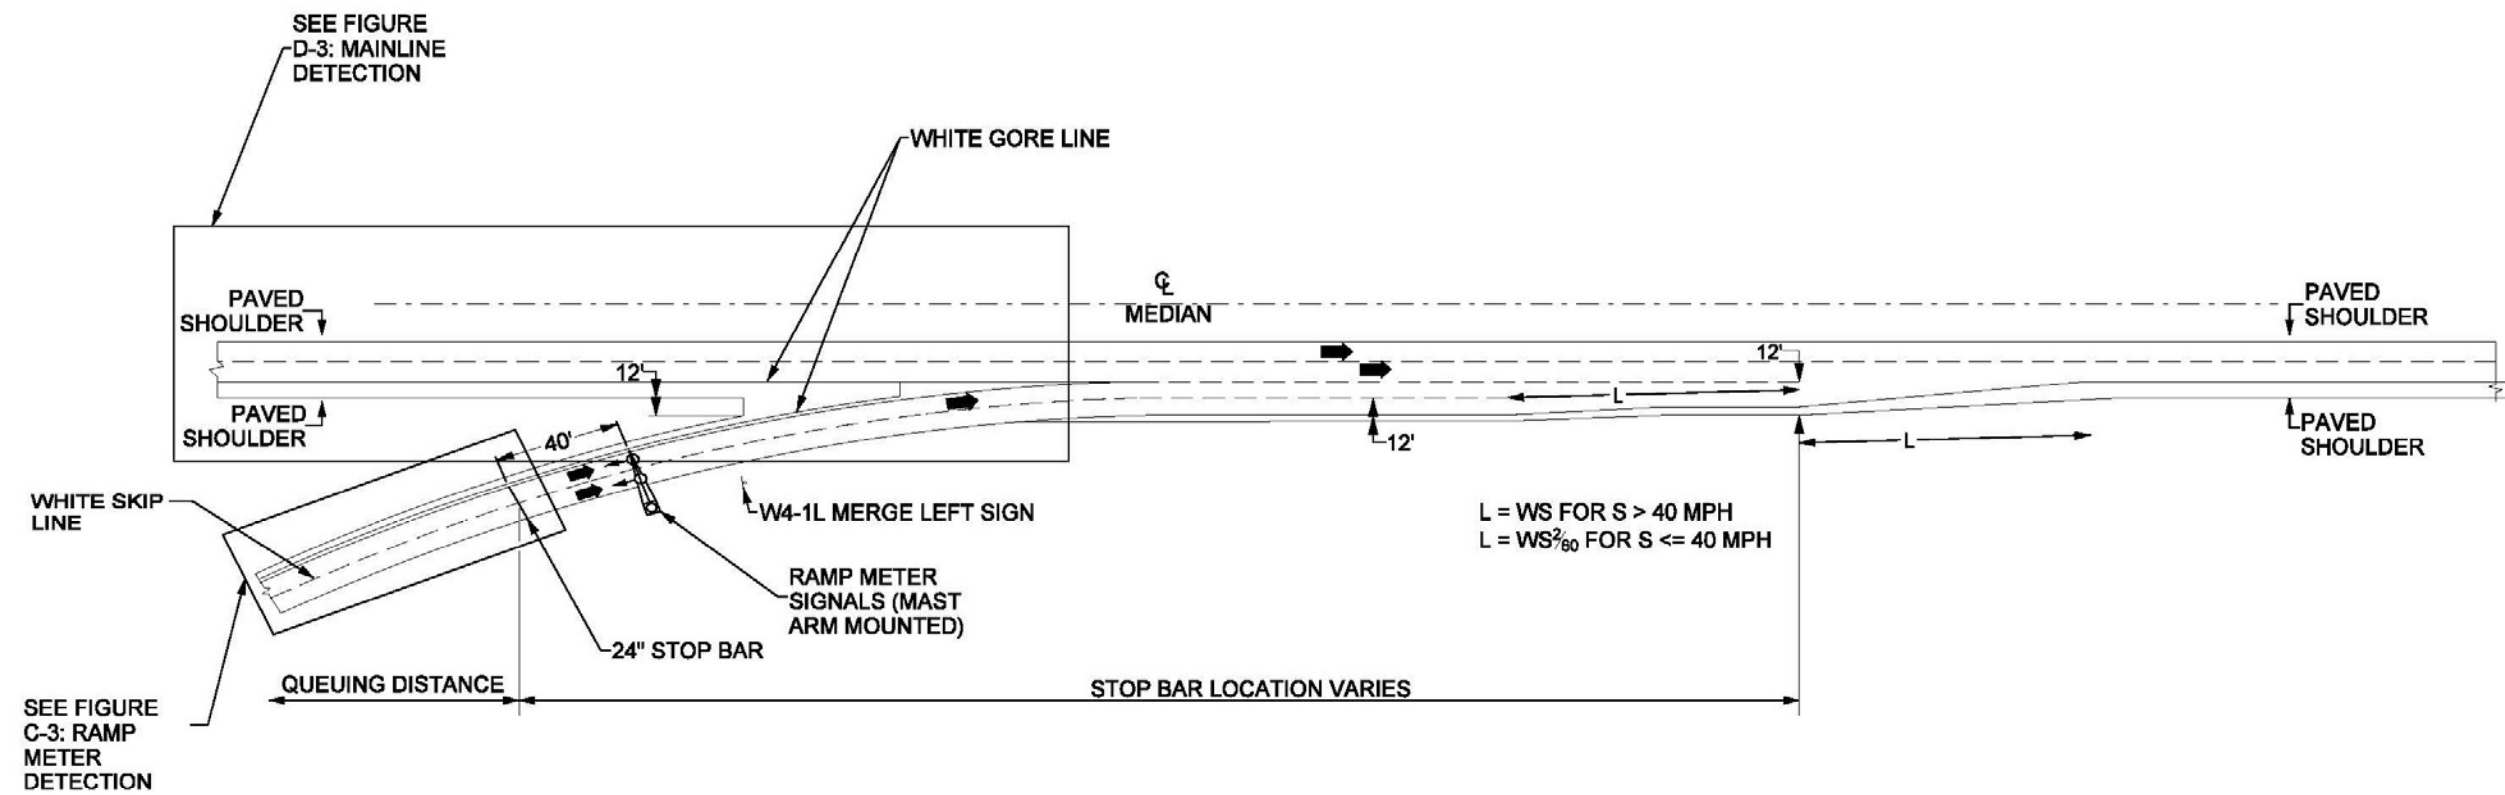 SEE FIGURE
D-3: MAINLINE
DETECTION
WHITE GORE LINE
PAVED
SHOULDER
℄
MEDIAN
PAVED
SHOULDER
12'
12'
L
PAVED
SHOULDER
40'
12'
L
PAVED
SHOULDER
WHITE SKIP
LINE
W4-1L MERGE LEFT SIGN
L = WS FOR S > 40 MPH
L = WS²⁄₆₀ FOR S <= 40 MPH
RAMP METER
SIGNALS (MAST
ARM MOUNTED)
24" STOP BAR
QUEUING DISTANCE
STOP BAR LOCATION VARIES
SEE FIGURE
C-3: RAMP
METER
DETECTION